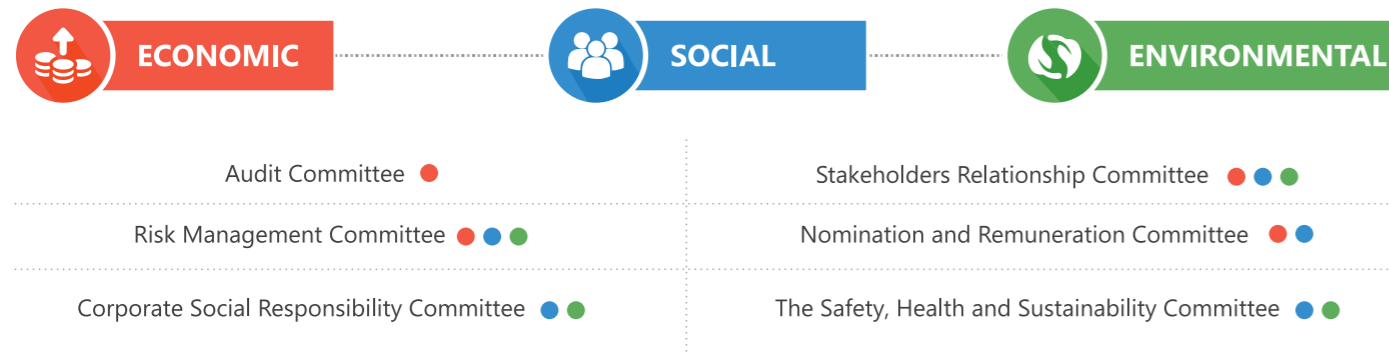 ECONOMIC
SOCIAL
ENVIRONMENTAL
Audit Committee
Stakeholders Relationship Committee
Risk Management Committee
Nomination and Remuneration Committee
Corporate Social Responsibility Committee
The Safety, Health and Sustainability Committee